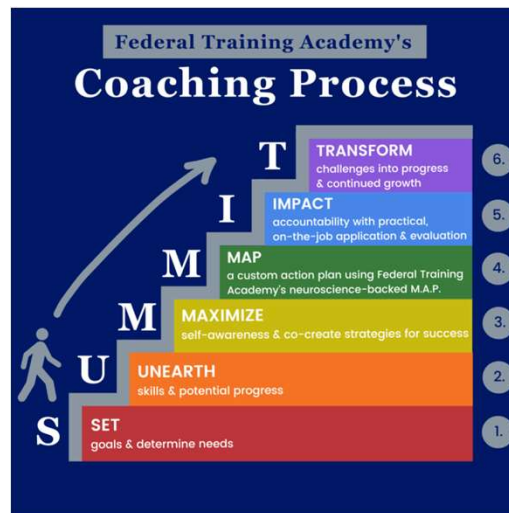 Federal Training Academy's
Coaching Process
T
TRANSFORM
challenges into progress
& continued growth
6.
I
IMPACT
accountability with practical,
on-the-job application & evaluation
5.
M
MAP
a custom action plan using Federal Training
Academy's neuroscience-backed M.A.P.
4.
M
MAXIMIZE
self-awareness & co-create strategies for success
3.
U
UNEARTH
skills & potential progress
2.
S
SET
goals & determine needs
1.